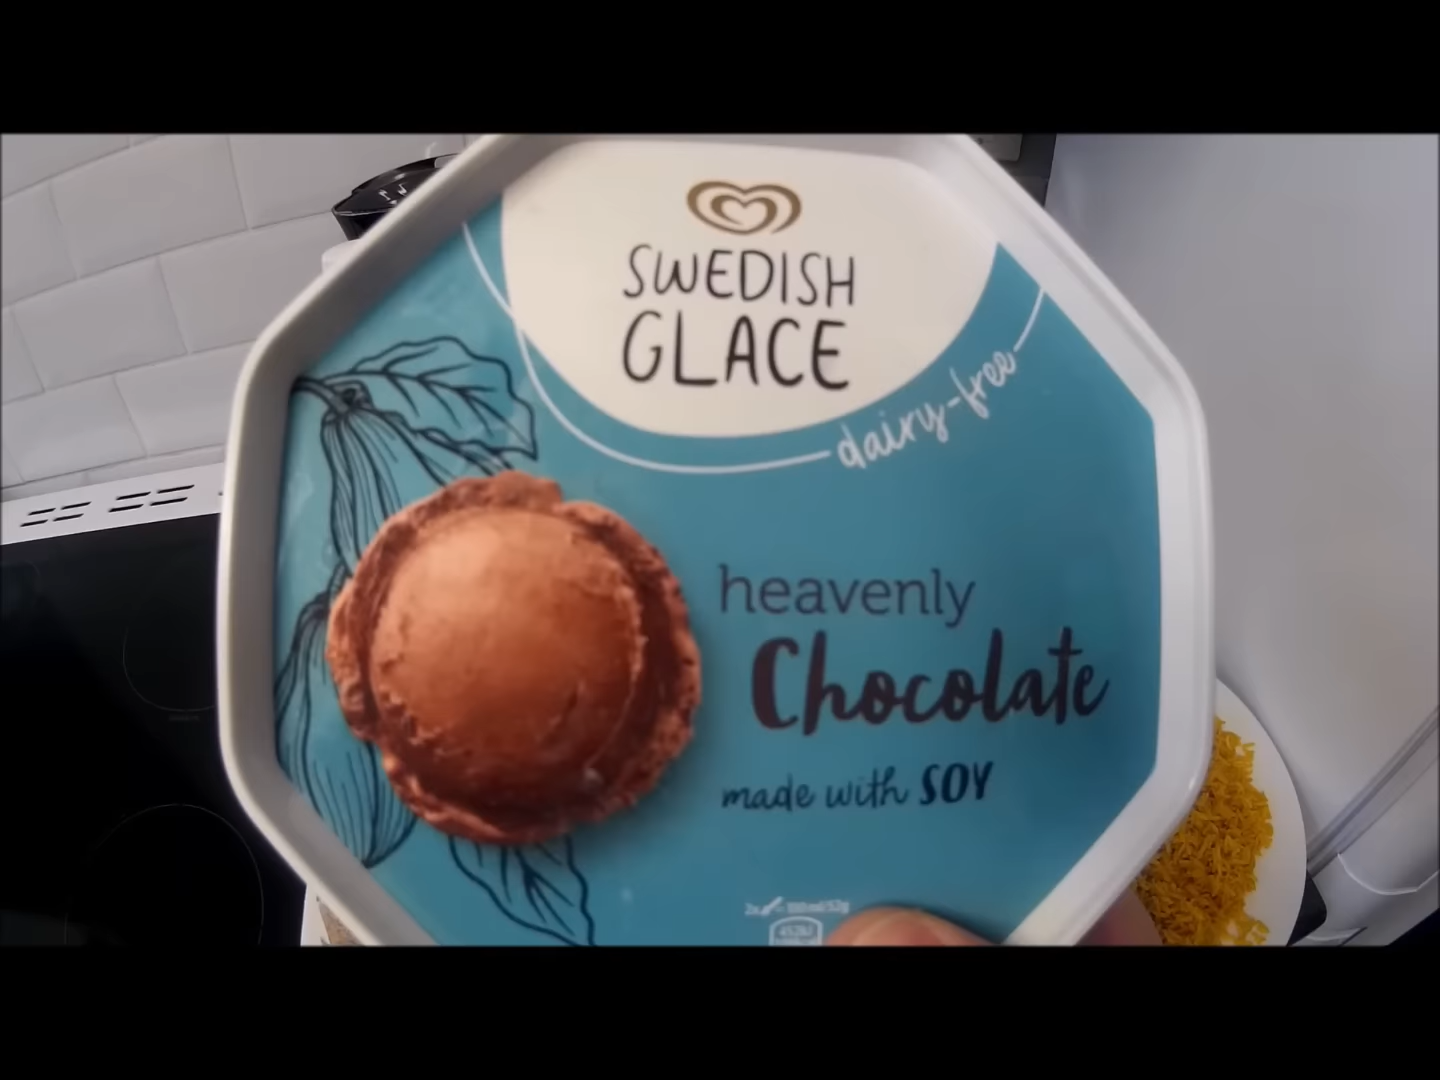 SWEDISH
GLACE
dairy-free
heavenly
Chocolate
made with SOY